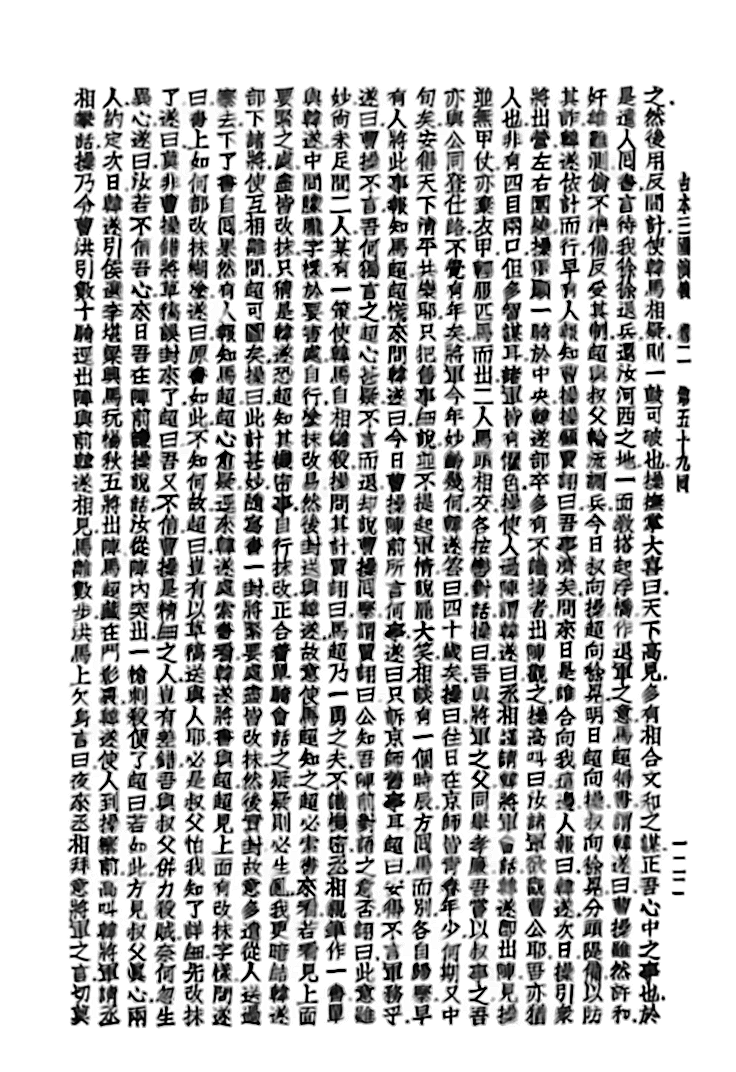 古本三國演義　卷二　第五十九回
一二二
之然後用反間計使韓馬相疑則一鼓可破也操撫掌大喜曰天下高見多有相合文和之謀正吾心中之事也於
是遣人回書言待我徐徐退兵還汝河西之地一面教搭起浮橋作退軍之意馬超得書謂韓遂曰曹操雖然許和
奸雄難測倘不準備反受其制超與叔父輪流調兵今日叔向操超向徐晃明日超向操叔向徐晃分頭隄備以防
其詐韓遂依計而行早有人報知曹操操顧賈詡曰吾事濟矣問來日是誰合向我這邊人報曰韓遂次日操引衆
將出營左右圍繞操獨顯一騎於中央韓遂部卒多有不識操者出陣觀之操高叫曰汝諸軍欲觀曹公耶吾亦猶
人也非有四目兩口但多智謀耳諸軍皆有懼色操使人過陣謂韓遂曰丞相謹請韓將軍會話韓遂卽出陣見操
並無甲仗亦棄衣甲輕服匹馬而出二人馬頭相交各按轡對話操曰吾與將軍之父同舉孝廉吾嘗以叔事之吾
亦與公同登仕路不覺有年矣將軍今年妙齡幾何韓遂答曰四十歲矣操曰往日在京師皆靑春年少何期又中
旬矣安得天下淸平共樂耶只把舊事細說並不提起軍情說罷大笑相談有一個時辰方回馬而別各自歸寨早
有人將此事報知馬超超慌來問韓遂曰今日曹操陣前所言何事遂曰只訴京師舊事耳超曰安得不言軍務乎
遂曰曹操不言吾何獨言之超心甚疑不言而退却說曹操回寨謂賈詡曰公知吾陣前對語之意否詡曰此意雖
妙尙未足間二人某有一策使韓馬自相讎殺操問其計賈詡曰馬超乃一勇之夫不識機密丞相親筆作一書單
與韓遂中間朦朧字樣於要害處自行塗抹改易然後封送與韓遂故意使馬超知之超必索書來看若看見上面
要緊之處盡皆改抹只猜是韓遂恐超知其機密事自行抹改正合着單騎會話之疑疑則必生亂我更暗結韓遂
部下諸將使互相離間超可圖矣操曰此計甚妙隨寫書一封將緊要處盡皆改抹然後實封故意多遣從人送過
寨去下了書自回果然有人報知馬超超心愈疑逕來韓遂處索書看韓遂將書與超超見上面有改抹字樣問遂
曰書上如何都改抹糊塗遂曰原書如此不知何故超曰豈有以草稿送與人耶必是叔父怕我知了詳細先改抹
了遂曰莫非曹操錯將草稿誤封來了超曰吾又不信曹操是精細之人豈有差錯吾與叔父併力殺賊奈何忽生
異心遂曰汝若不信吾心來日吾在陣前賺操說話汝從陣內突出一鎗刺殺便了超曰若如此方見叔父眞心兩
人約定次日韓遂引侯選李堪梁興馬玩楊秋五將出陣馬超藏在門影裏韓遂使人到操寨前高叫韓將軍請丞
相攀話操乃令曹洪引數十騎逕出陣與前韓遂相見馬離數步洪馬上欠身言曰夜來丞相拜意將軍之言切莫